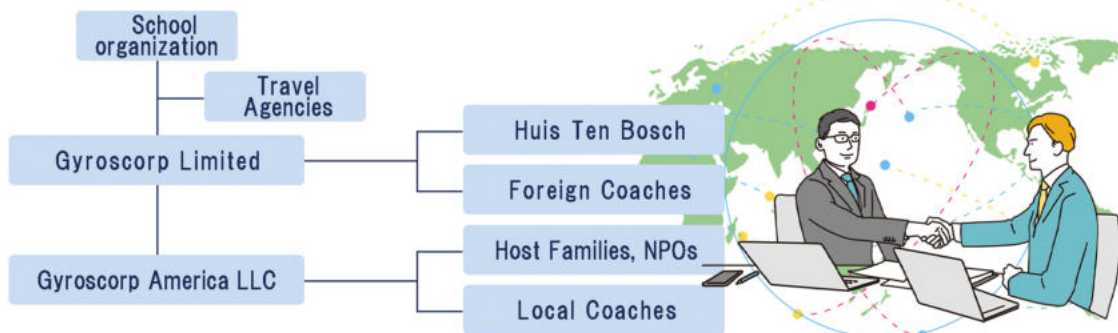 School
organization
Travel
Agencies
Gyroscorp Limited
Huis Ten Bosch
Foreign Coaches
Gyroscorp America LLC
Host Families, NPOs
Local Coaches